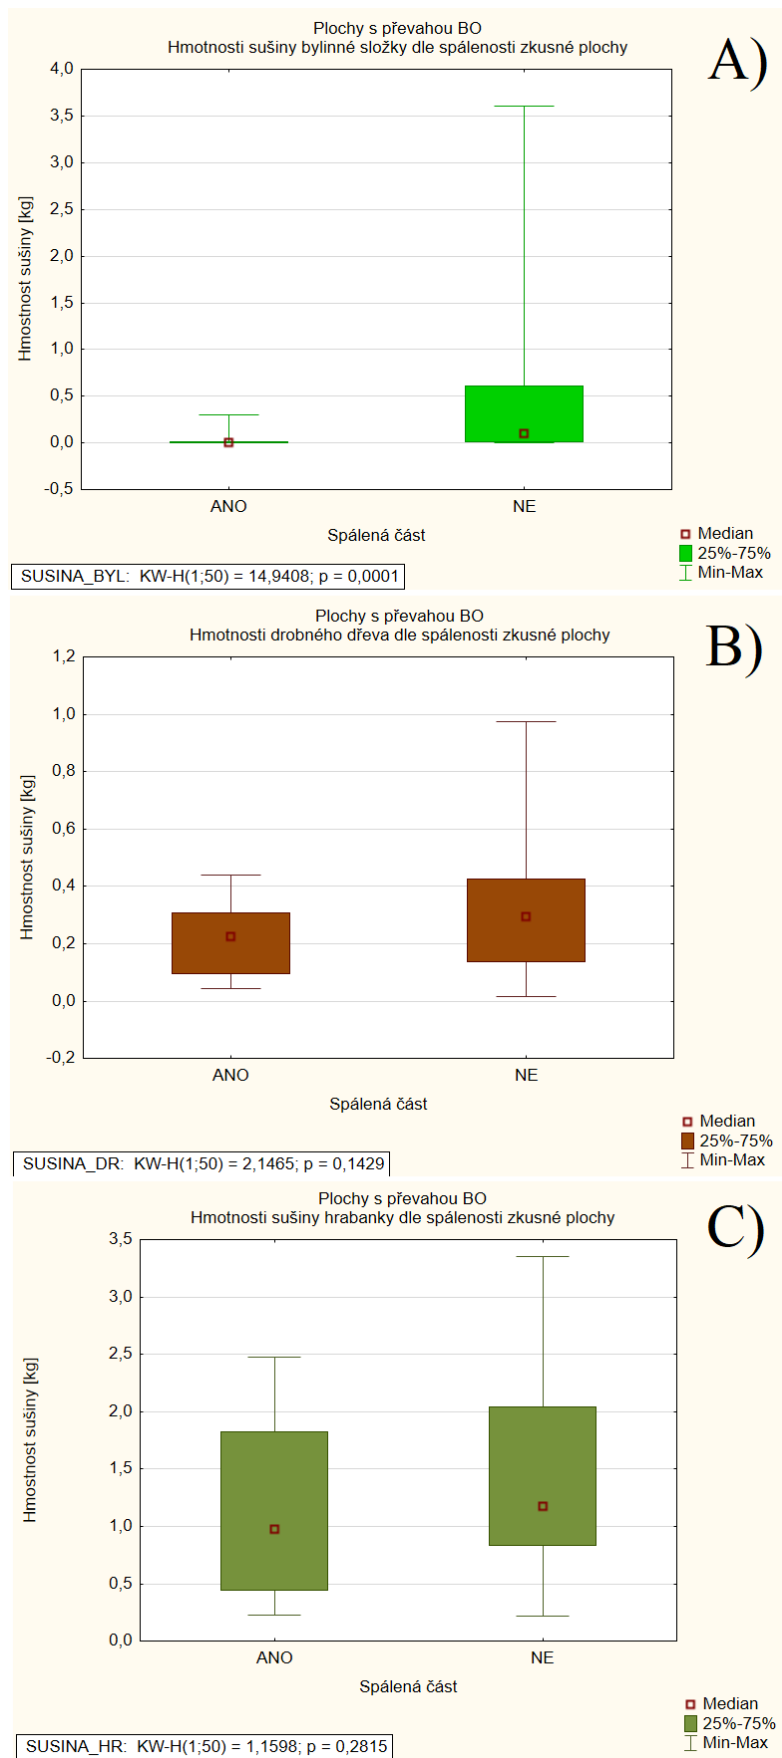 Plochy s převahou BO
Hmotnosti sušiny bylinné složky dle spálenosti zkusné plochy
A)
4,0
3,5
3,0
2,5
2,0
1,5
1,0
0,5
0,0
-0,5
Hmostnost sušiny [kg]
ANO
NE
Spálená část
Median
25%-75%
Min-Max
SUSINA_BYL: KW-H(1;50) = 14,9408; p = 0,0001
Plochy s převahou BO
Hmotnosti drobného dřeva dle spálenosti zkusné plochy
B)
1,2
1,0
0,8
0,6
0,4
0,2
0,0
-0,2
Hmostnost sušiny [kg]
ANO
NE
Spálená část
Median
25%-75%
Min-Max
SUSINA_DR: KW-H(1;50) = 2,1465; p = 0,1429
Plochy s převahou BO
Hmotnosti sušiny hrabanky dle spálenosti zkusné plochy
C)
3,5
3,0
2,5
2,0
1,5
1,0
0,5
0,0
Hmostnost sušiny [kg]
ANO
NE
Spálená část
Median
25%-75%
Min-Max
SUSINA_HR: KW-H(1;50) = 1,1598; p = 0,2815